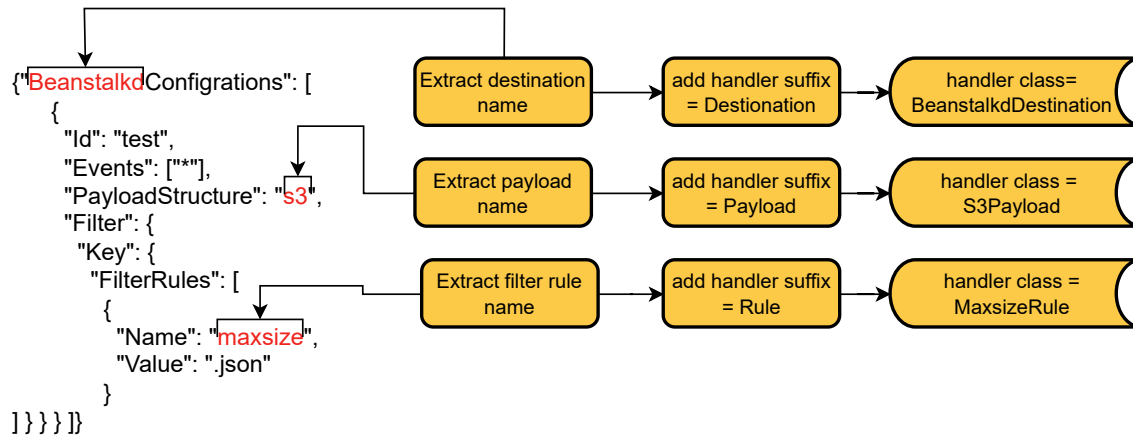 {"BeanstalkdConfigrations": [
{
"Id": "test",
"Events": ["*"],
"PayloadStructure": "s3",
"Filter": {
"Key": {
"FilterRules": [
{
"Name": "maxsize",
"Value": ".json"
}
] } } } ]}
Extract destination
name
add handler suffix
= Destionation
handler class=
BeanstalkdDestination
Extract payload
name
add handler suffix
= Payload
handler class =
S3Payload
Extract filter rule
name
add handler suffix
= Rule
handler class =
MaxsizeRule